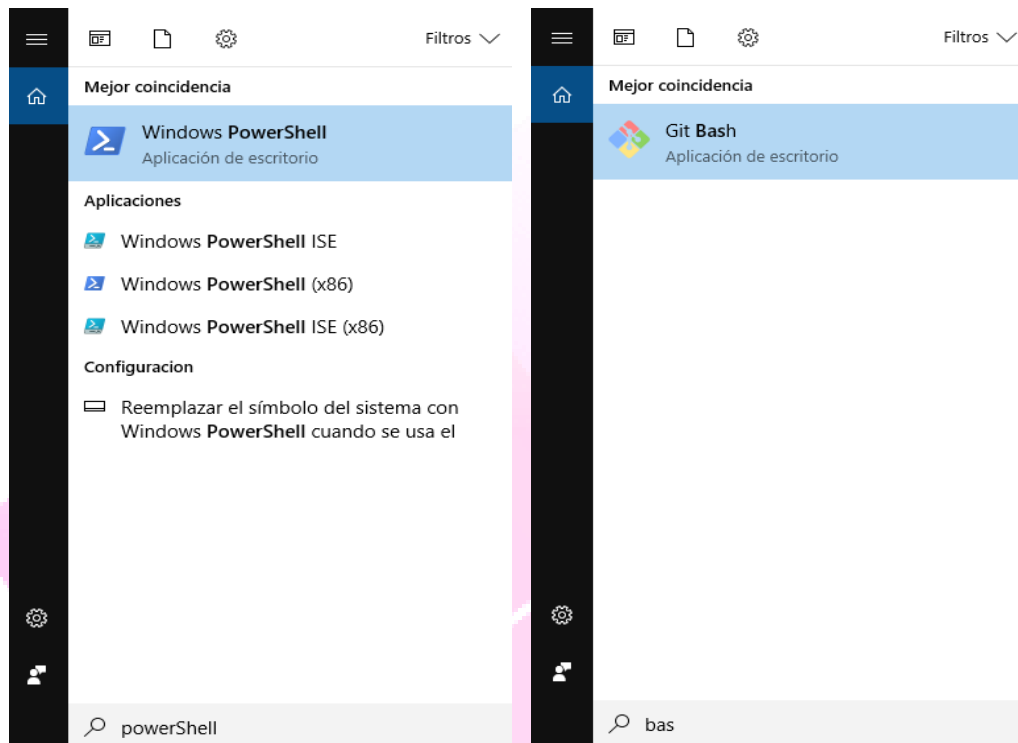 Filtros
Mejor coincidencia
Windows PowerShell
Aplicación de escritorio
Aplicaciones
Windows PowerShell ISE
Windows PowerShell (x86)
Windows PowerShell ISE (x86)
Configuracion
Reemplazar el símbolo del sistema con
Windows PowerShell cuando se usa el
powerShell
Filtros
Mejor coincidencia
Git Bash
Aplicación de escritorio
bas